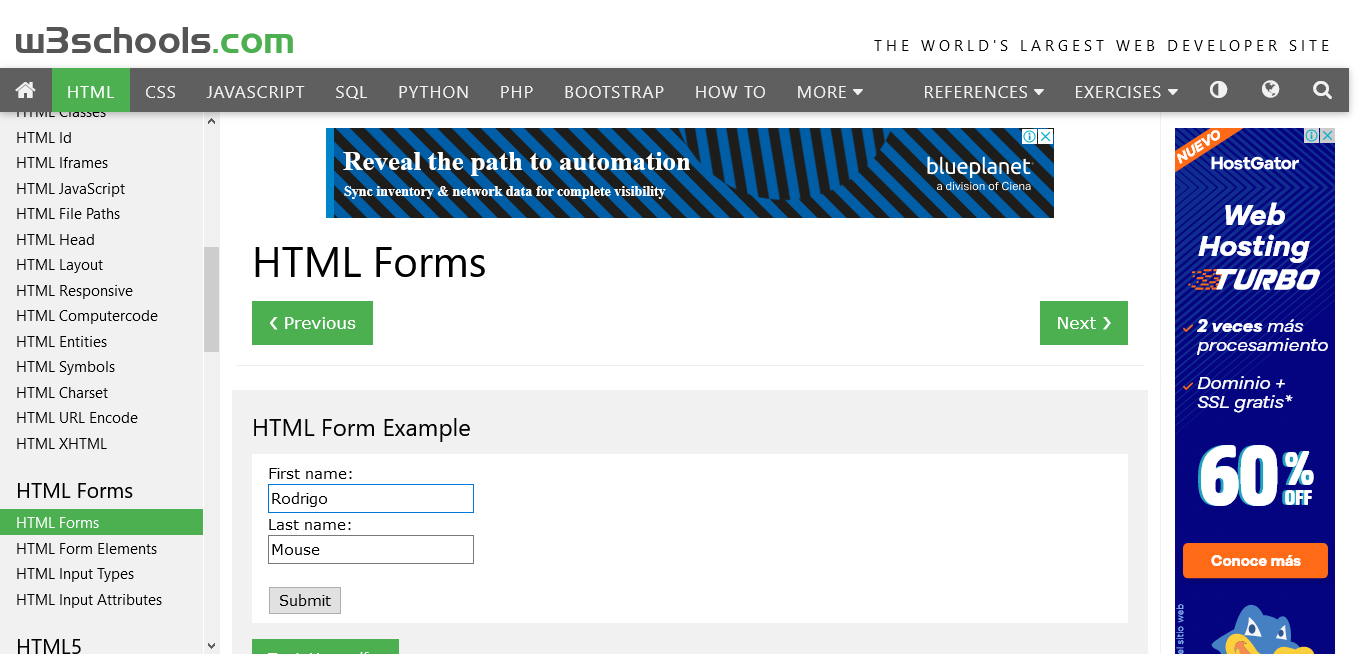 w3schools.com
THE WORLD'S LARGEST WEB DEVELOPER SITE
HTML CSS JAVASCRIPT SQL PYTHON PHP BOOTSTRAP HOW TO MORE REFERENCES EXERCISES
HTML Classes
HTML Id
HTML Iframes
HTML JavaScript
HTML File Paths
HTML Head
HTML Layout
HTML Responsive
HTML Computercode
HTML Entities
HTML Symbols
HTML Charset
HTML URL Encode
HTML XHTML
HTML Forms
HTML Forms
HTML Form Elements
HTML Input Types
HTML Input Attributes
HTML5
Reveal the path to automation
Sync inventory & network data for complete visibility
blueplanet
a division of Ciena
HTML Forms
❮ Previous
Next ❯
HTML Form Example
First name:
Rodrigo
Last name:
Mouse
Submit
NUEVO
HostGator
Web
Hosting
TURBO
2 veces más
procesamiento
Dominio +
SSL gratis*
60%
OFF
Conoce más
el sitio web